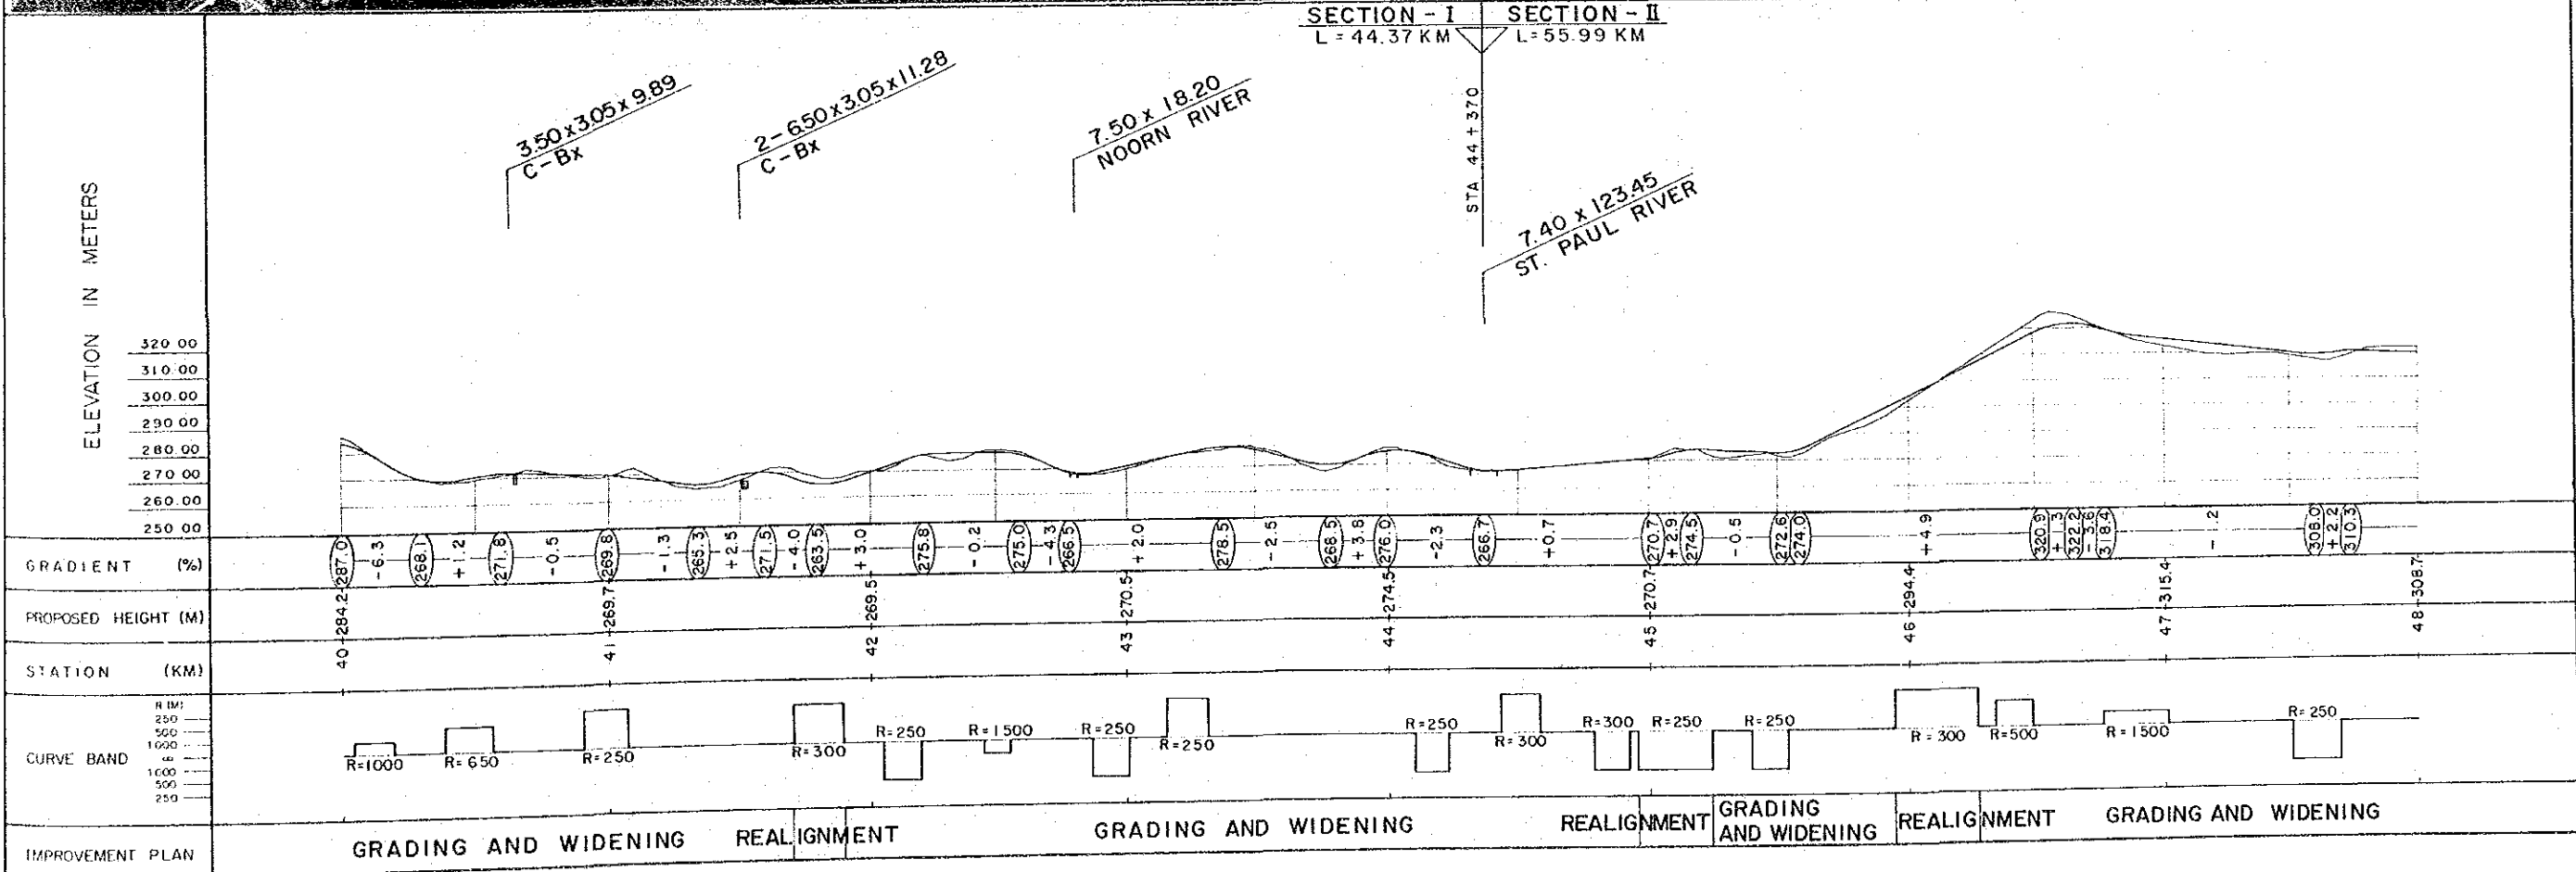 SECTION - I
SECTION - II
L = 44.37 KM
L = 55.99 KM
3.50 x 3.05 x 9.89
C - Bx
2 - 6.50 x 3.05 x 11.28
C - Bx
7.50 x 18.20
NOORN RIVER
STA 44 + 370
7.40 x 123.45
ST. PAUL RIVER
ELEVATION IN METERS
320 00
310.00
300.00
290 00
280.00
270 00
260.00
250 00
GRADIENT (%)
287.0 -6.3 268.1 +1.2 271.8 -0.5 269.8 -1.3 265.3 +2.5 271.5 -4.0 263.5 +3.0 275.8 -0.2 275.0 -4.3 266.5 +2.0 278.5 -2.5 268.5 +3.8 276.0 -2.3 266.7 +0.7 270.7 +2.9 274.5 -0.5 272.6 274.0 +4.9 320.9 +.3 322.2 -3.6 318.4 -1.2 308.0 +2.2 310.3
PROPOSED HEIGHT (M)
284.2 269.7 269.5 270.5 274.5 270.7 294.4 315.4 308.7
STATION (KM)
40 41 42 43 44 45 46 47 48
CURVE BAND
R (M)
250
500
1000
∞
1000
500
250
R=1000 R=650 R=250 R=300 R=250 R=1500 R=250 R=250 R=250 R=300 R=300 R=250 R=250 R=300 R=500 R=1500 R=250
IMPROVEMENT PLAN
GRADING AND WIDENING REALIGNMENT GRADING AND WIDENING REALIGNMENT GRADING AND WIDENING REALIGNMENT GRADING AND WIDENING